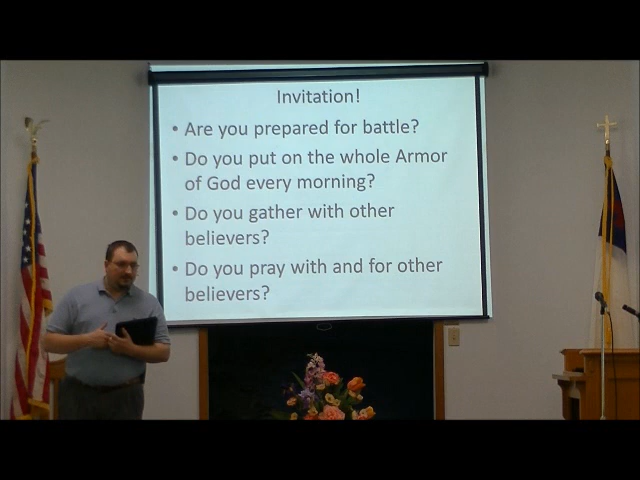 Invitation!
• Are you prepared for battle?
• Do you put on the whole Armor
of God every morning?
• Do you gather with other
believers?
• Do you pray with and for other
believers?